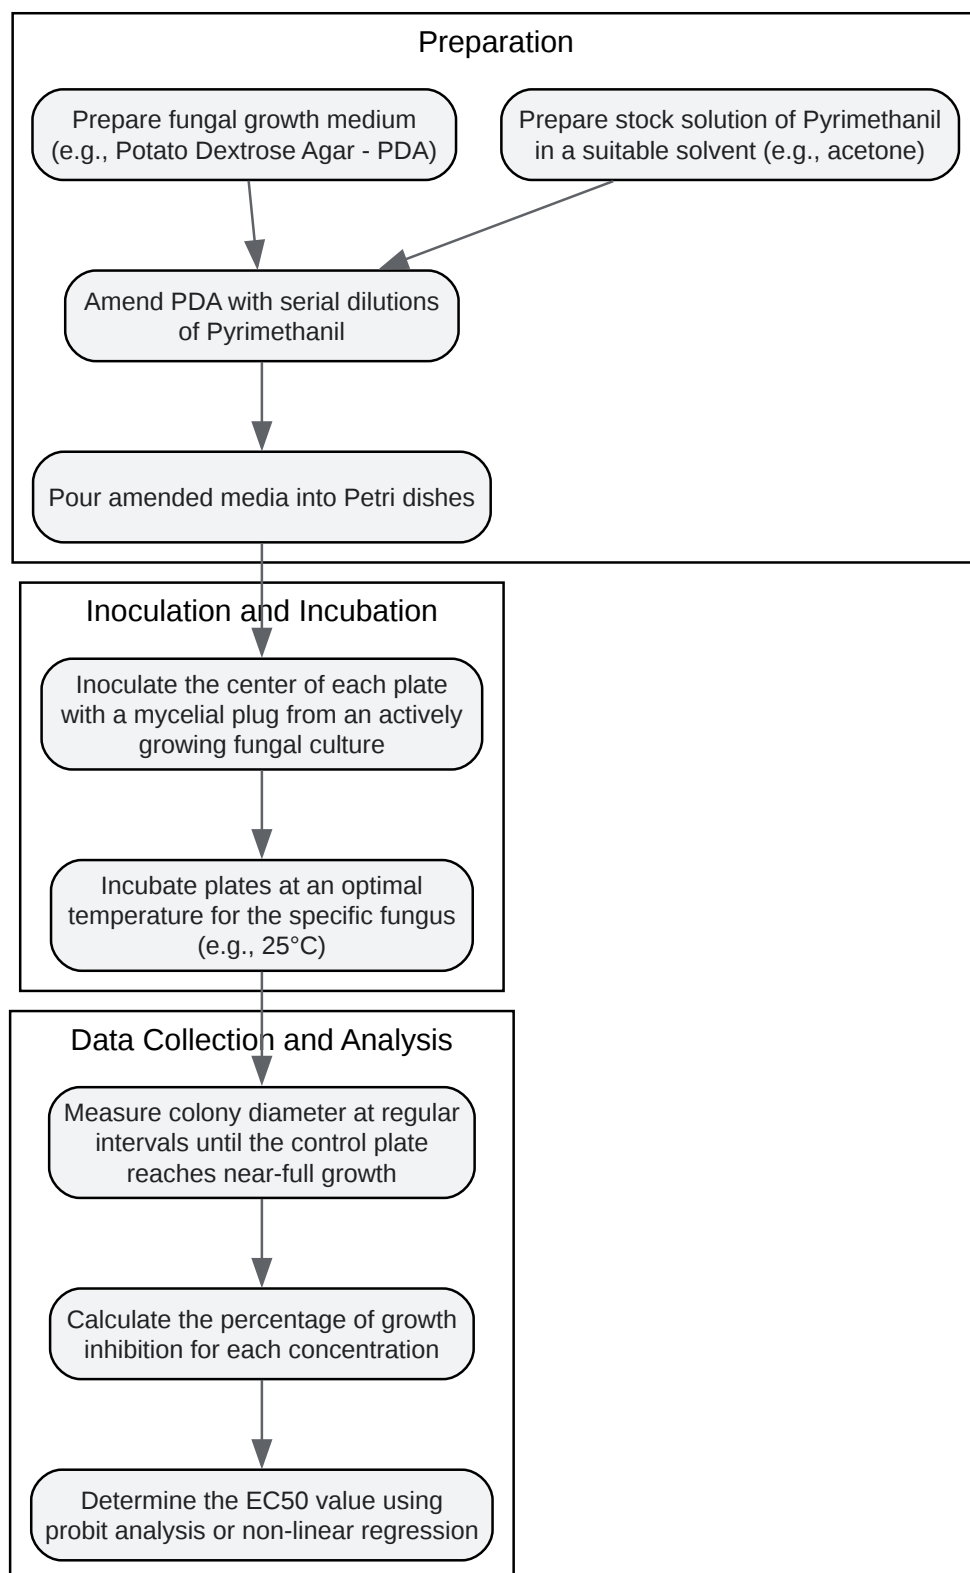 Preparation
Prepare fungal growth medium
(e.g., Potato Dextrose Agar - PDA)
Prepare stock solution of Pyrimethanil
in a suitable solvent (e.g., acetone)
Amend PDA with serial dilutions
of Pyrimethanil
Pour amended media into Petri dishes
Inoculation and Incubation
Inoculate the center of each plate
with a mycelial plug from an actively
growing fungal culture
Incubate plates at an optimal
temperature for the specific fungus
(e.g., 25°C)
Data Collection and Analysis
Measure colony diameter at regular
intervals until the control plate
reaches near-full growth
Calculate the percentage of growth
inhibition for each concentration
Determine the EC50 value using
probit analysis or non-linear regression